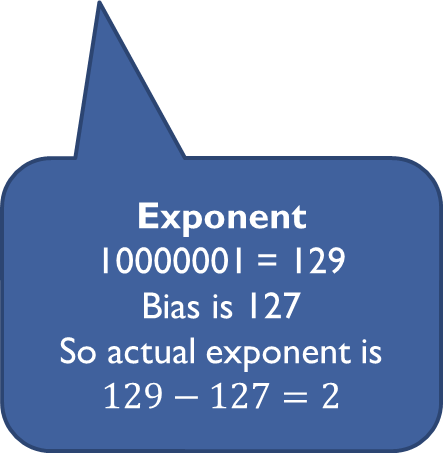 Exponent
10000001 = 129
Bias is 127
So actual exponent is
129 − 127 = 2